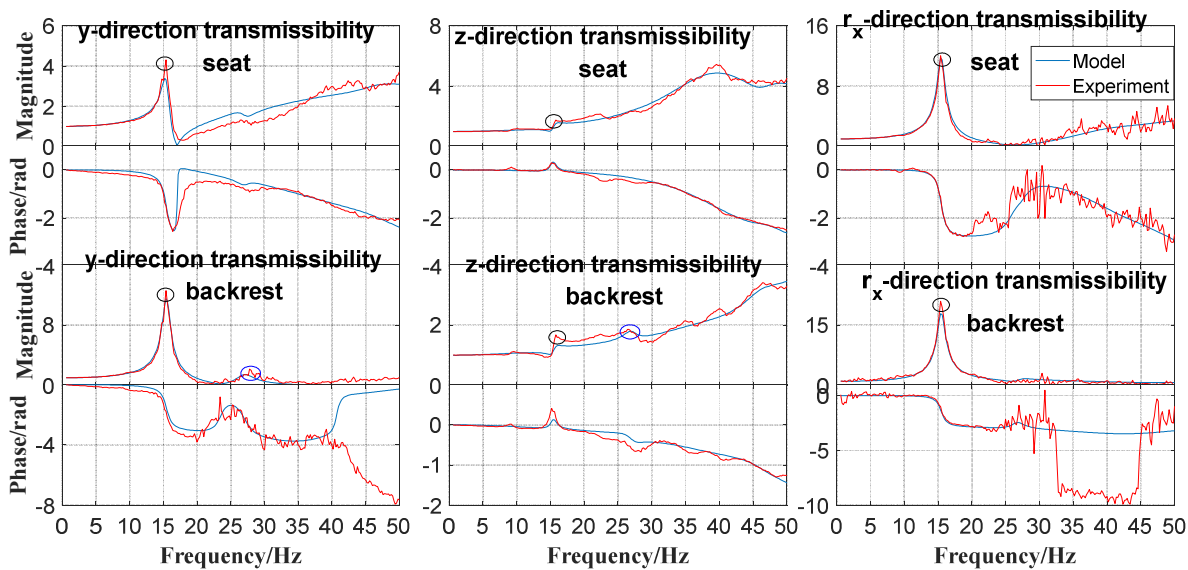 y-direction transmissibility
seat
z-direction transmissibility
seat
rx-direction transmissibility
seat
Model
Experiment
Magnitude
6
4
2
0
6
4
2
0
16
8
0
Phase/rad
0
-2
-4
0
-2
-4
0
-2
-4
y-direction transmissibility
backrest
z-direction transmissibility
backrest
rx-direction transmissibility
backrest
Magnitude
8
0
2
0
15
0
Phase/rad
0
-4
-8
0
-1
-2
0
-5
-10
0 5 10 15 20 25 30 35 40 45 50
0 5 10 15 20 25 30 35 40 45 50
0 5 10 15 20 25 30 35 40 45 50
Frequency/Hz
Frequency/Hz
Frequency/Hz